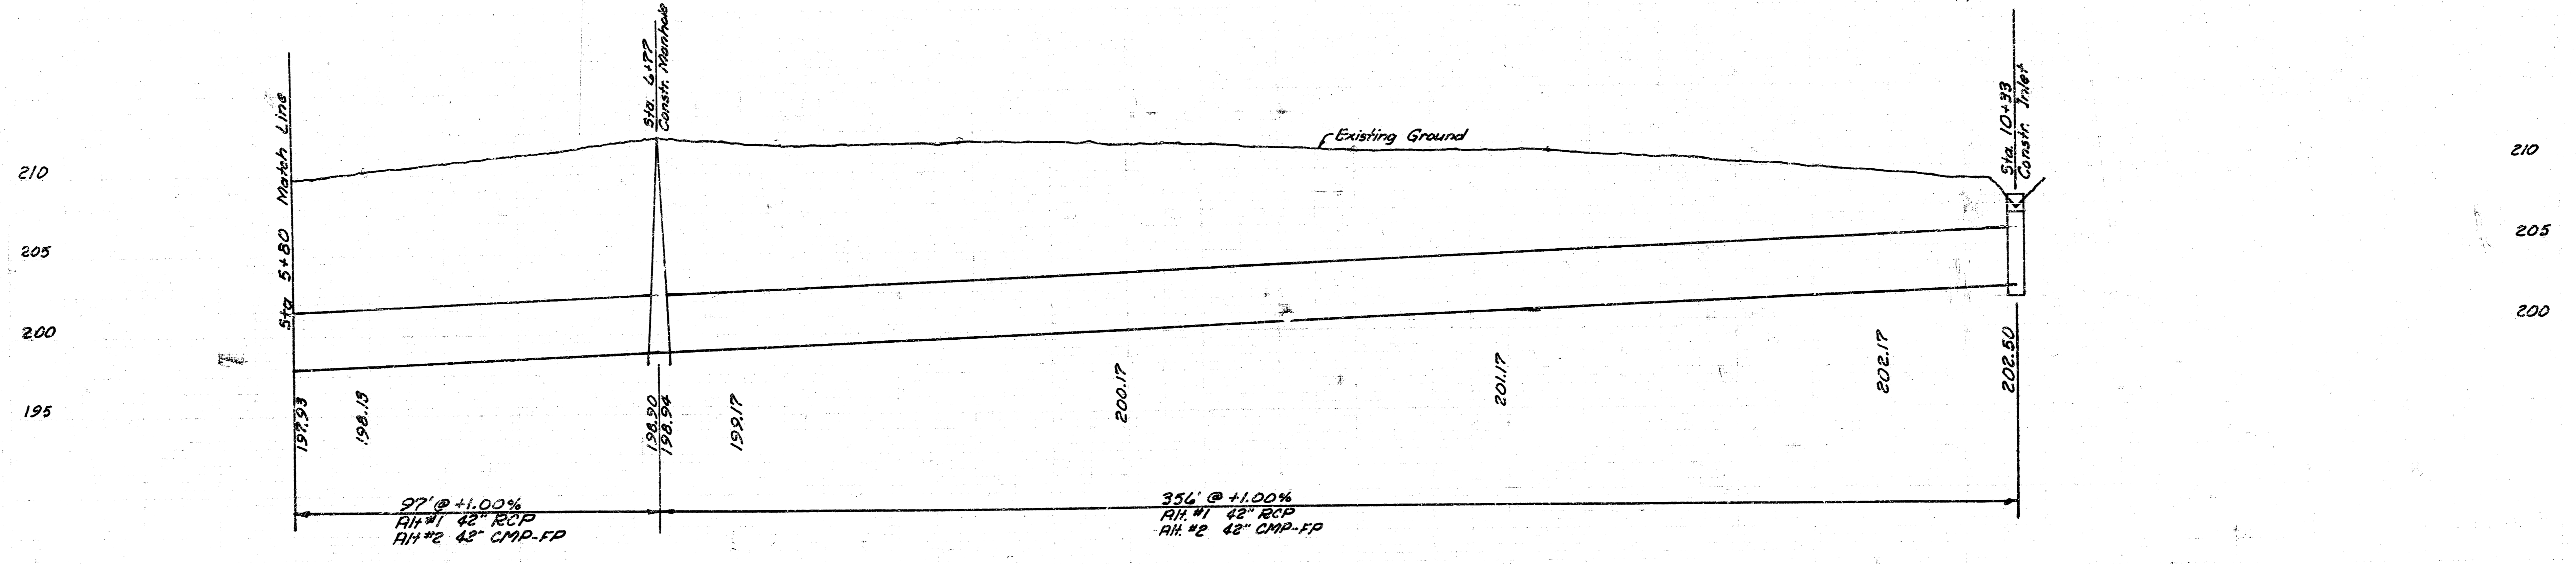 Sta 5+80 Match Line
Sta. 6+77
Constr. Manhole
Existing Ground
Sta. 10+33
Constr. Inlet
210
205
200
195
210
205
200
197.93
198.13
198.90
198.94
199.17
200.17
201.17
202.17
202.50
97' @ +1.00%
Alt #1 42" RCP
Alt #2 42" CMP-FP
356' @ +1.00%
Alt. #1 42" RCP
Alt. #2 42" CMP-FP